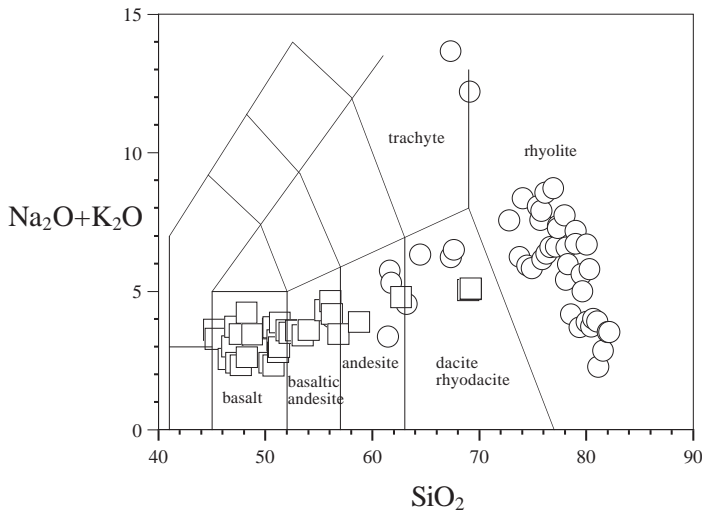 15
trachyte
rhyolite
10
Na₂O+K₂O
5
andesite
dacite
rhyodacite
basalt
basaltic
andesite
0
40 50 60 70 80 90
SiO₂